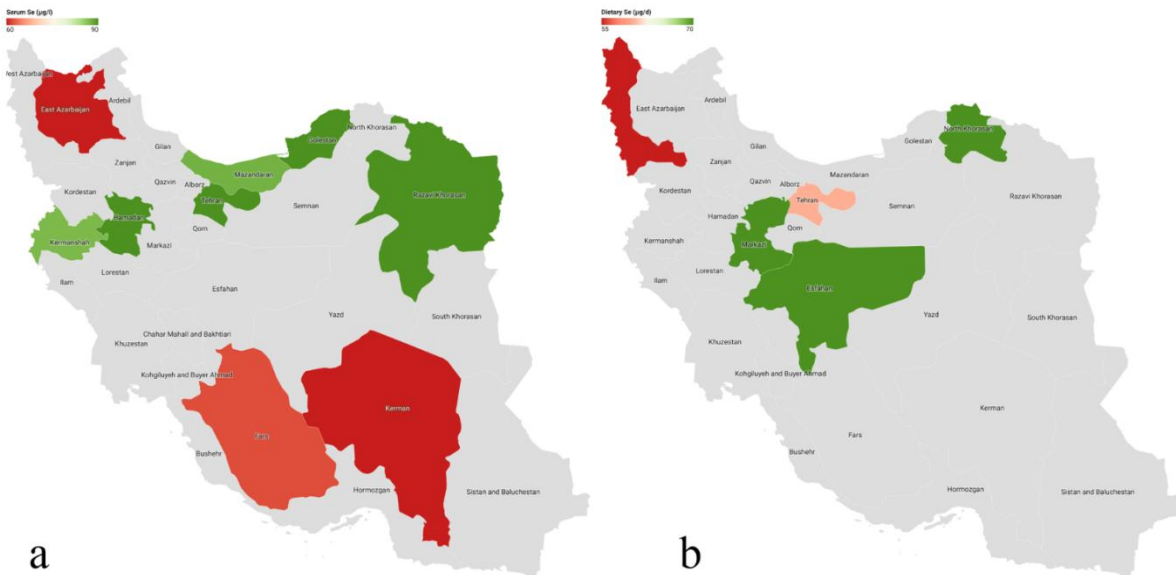 Serum Se (µg/l)
60 90
West Azarbaijan
East Azarbaijan
Ardebil
Gilan
Zanjan
Golestan
North Khorasan
Mazandaran
Qazvin
Alborz
Kordestan
Tehran
Semnan
Razavi Khorasan
Hamadan
Qom
Kermanshah
Markazi
Lorestan
Ilam
Esfahan
Yazd
South Khorasan
Chahar Mahall and Bakhtiari
Khuzestan
Kohgiluyeh and Buyer Ahmad
Kerman
Fars
Bushehr
Hormozgan
Sistan and Baluchestan
a
Dietary Se (µg/d)
55 70
East Azarbaijan
Ardebil
Gilan
Zanjan
Golestan
North Khorasan
Mazandaran
Qazvin
Alborz
Kordestan
Tehran
Semnan
Razavi Khorasan
Hamadan
Qom
Kermanshah
Markazi
Lorestan
Ilam
Esfahan
Yazd
South Khorasan
Khuzestan
Kohgiluyeh and Buyer Ahmad
Kerman
Fars
Bushehr
Hormozgan
Sistan and Baluchestan
b